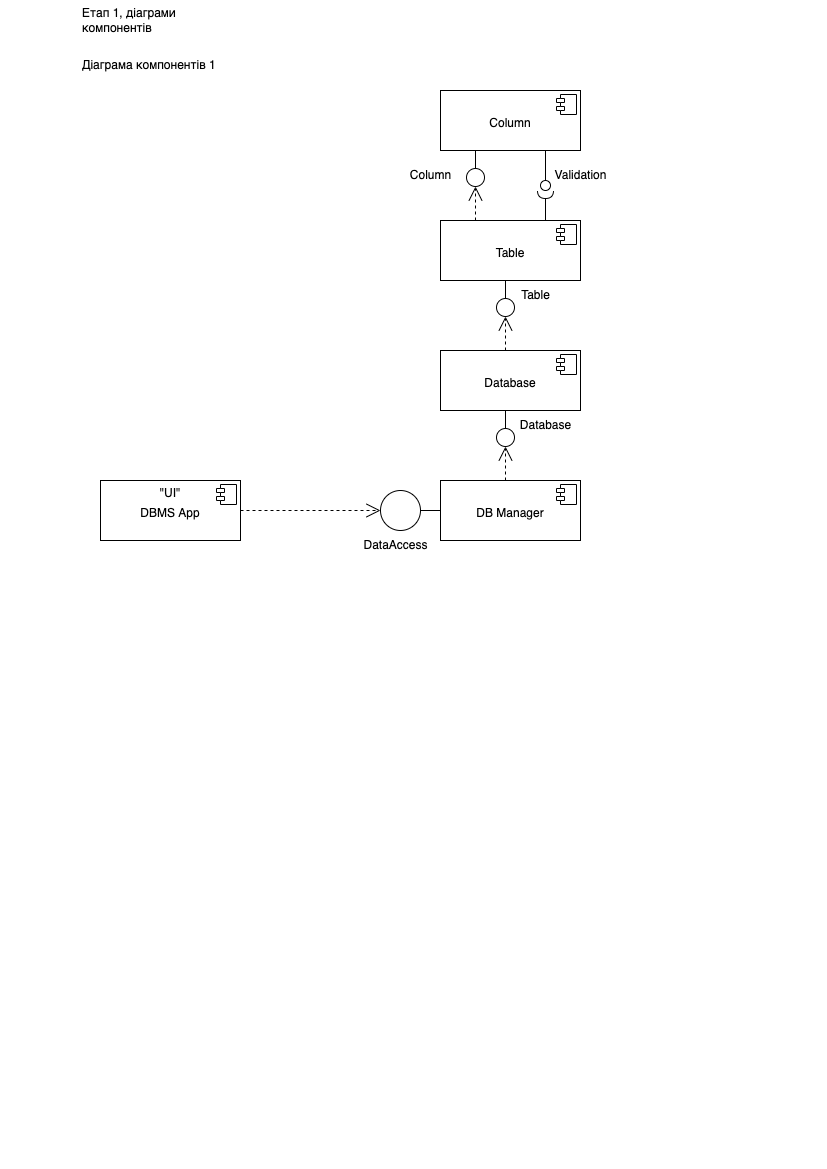 Етап 1, діаграми
компонентів
Діаграма компонентів 1
Column
Column
Validation
Table
Table
Database
Database
"UI"
DBMS App
DB Manager
DataAccess